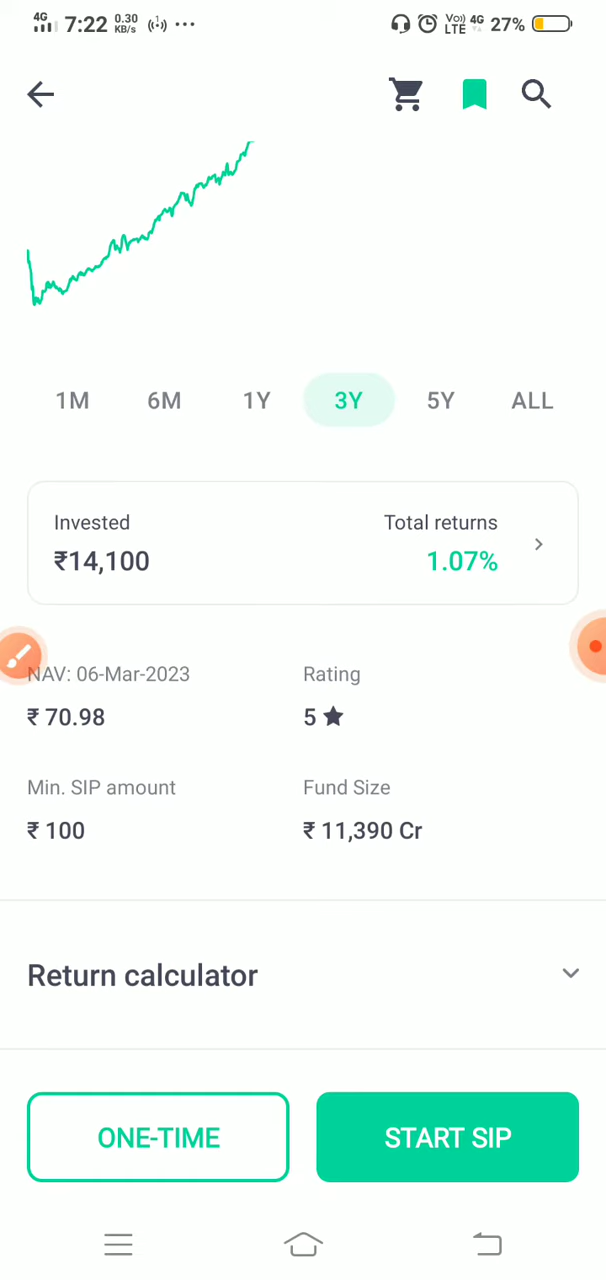 4G 7:22 0.30 KB/s ... Vo) LTE 4G 27%
1M 6M 1Y 3Y 5Y ALL
Invested Total returns
₹14,100 1.07%
NAV: 06-Mar-2023 Rating
₹ 70.98 5 ★
Min. SIP amount Fund Size
₹ 100 ₹ 11,390 Cr
Return calculator
ONE-TIME START SIP